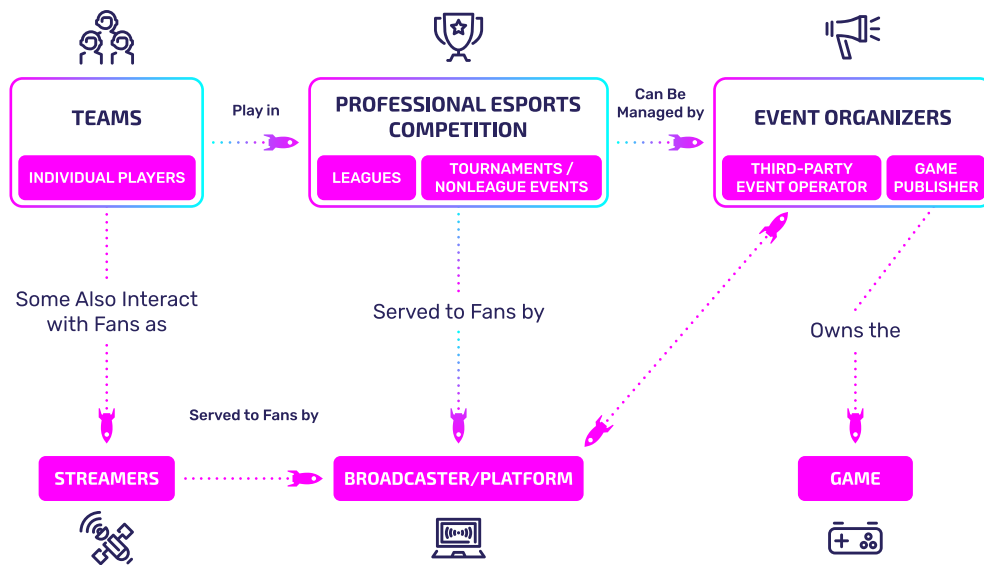 TEAMS
INDIVIDUAL PLAYERS
Play in
PROFESSIONAL ESPORTS
COMPETITION
LEAGUES
TOURNAMENTS /
NONLEAGUE EVENTS
Can Be
Managed by
EVENT ORGANIZERS
THIRD-PARTY
EVENT OPERATOR
GAME
PUBLISHER
Some Also Interact
with Fans as
Served to Fans by
Owns the
Served to Fans by
STREAMERS
BROADCASTER/PLATFORM
GAME